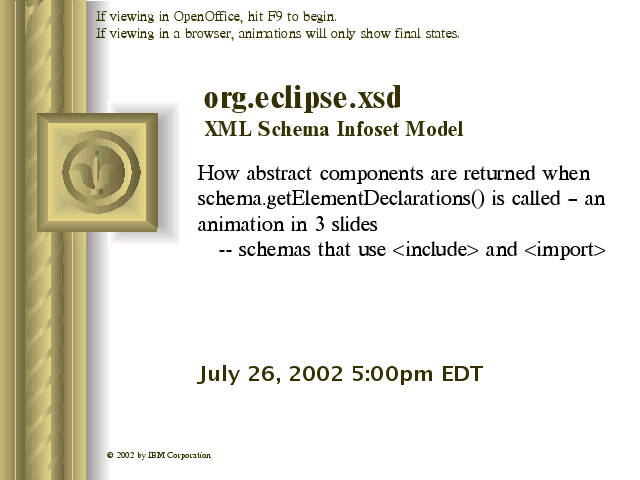 If viewing in OpenOffice, hit F9 to begin.
If viewing in a browser, animations will only show final states.
org.eclipse.xsd
XML Schema Infoset Model
How abstract components are returned when
schema.getElementDeclarations() is called – an
animation in 3 slides
-- schemas that use <include> and <import>
July 26, 2002 5:00pm EDT
© 2002 by IBM Corporation